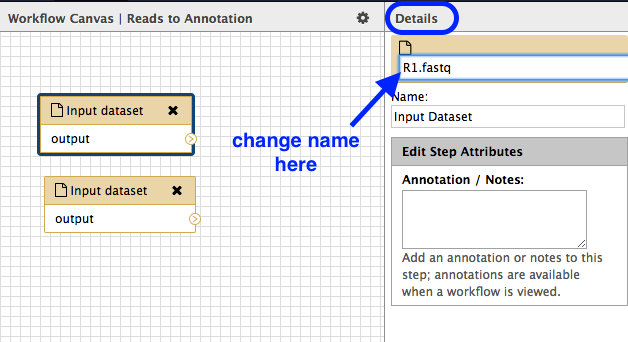 Workflow Canvas | Reads to Annotation
Input dataset
output
Input dataset
output
change name
here
Details
R1.fastq
Name:
Input Dataset
Edit Step Attributes
Annotation / Notes:
Add an annotation or notes to this
step; annotations are available
when a workflow is viewed.